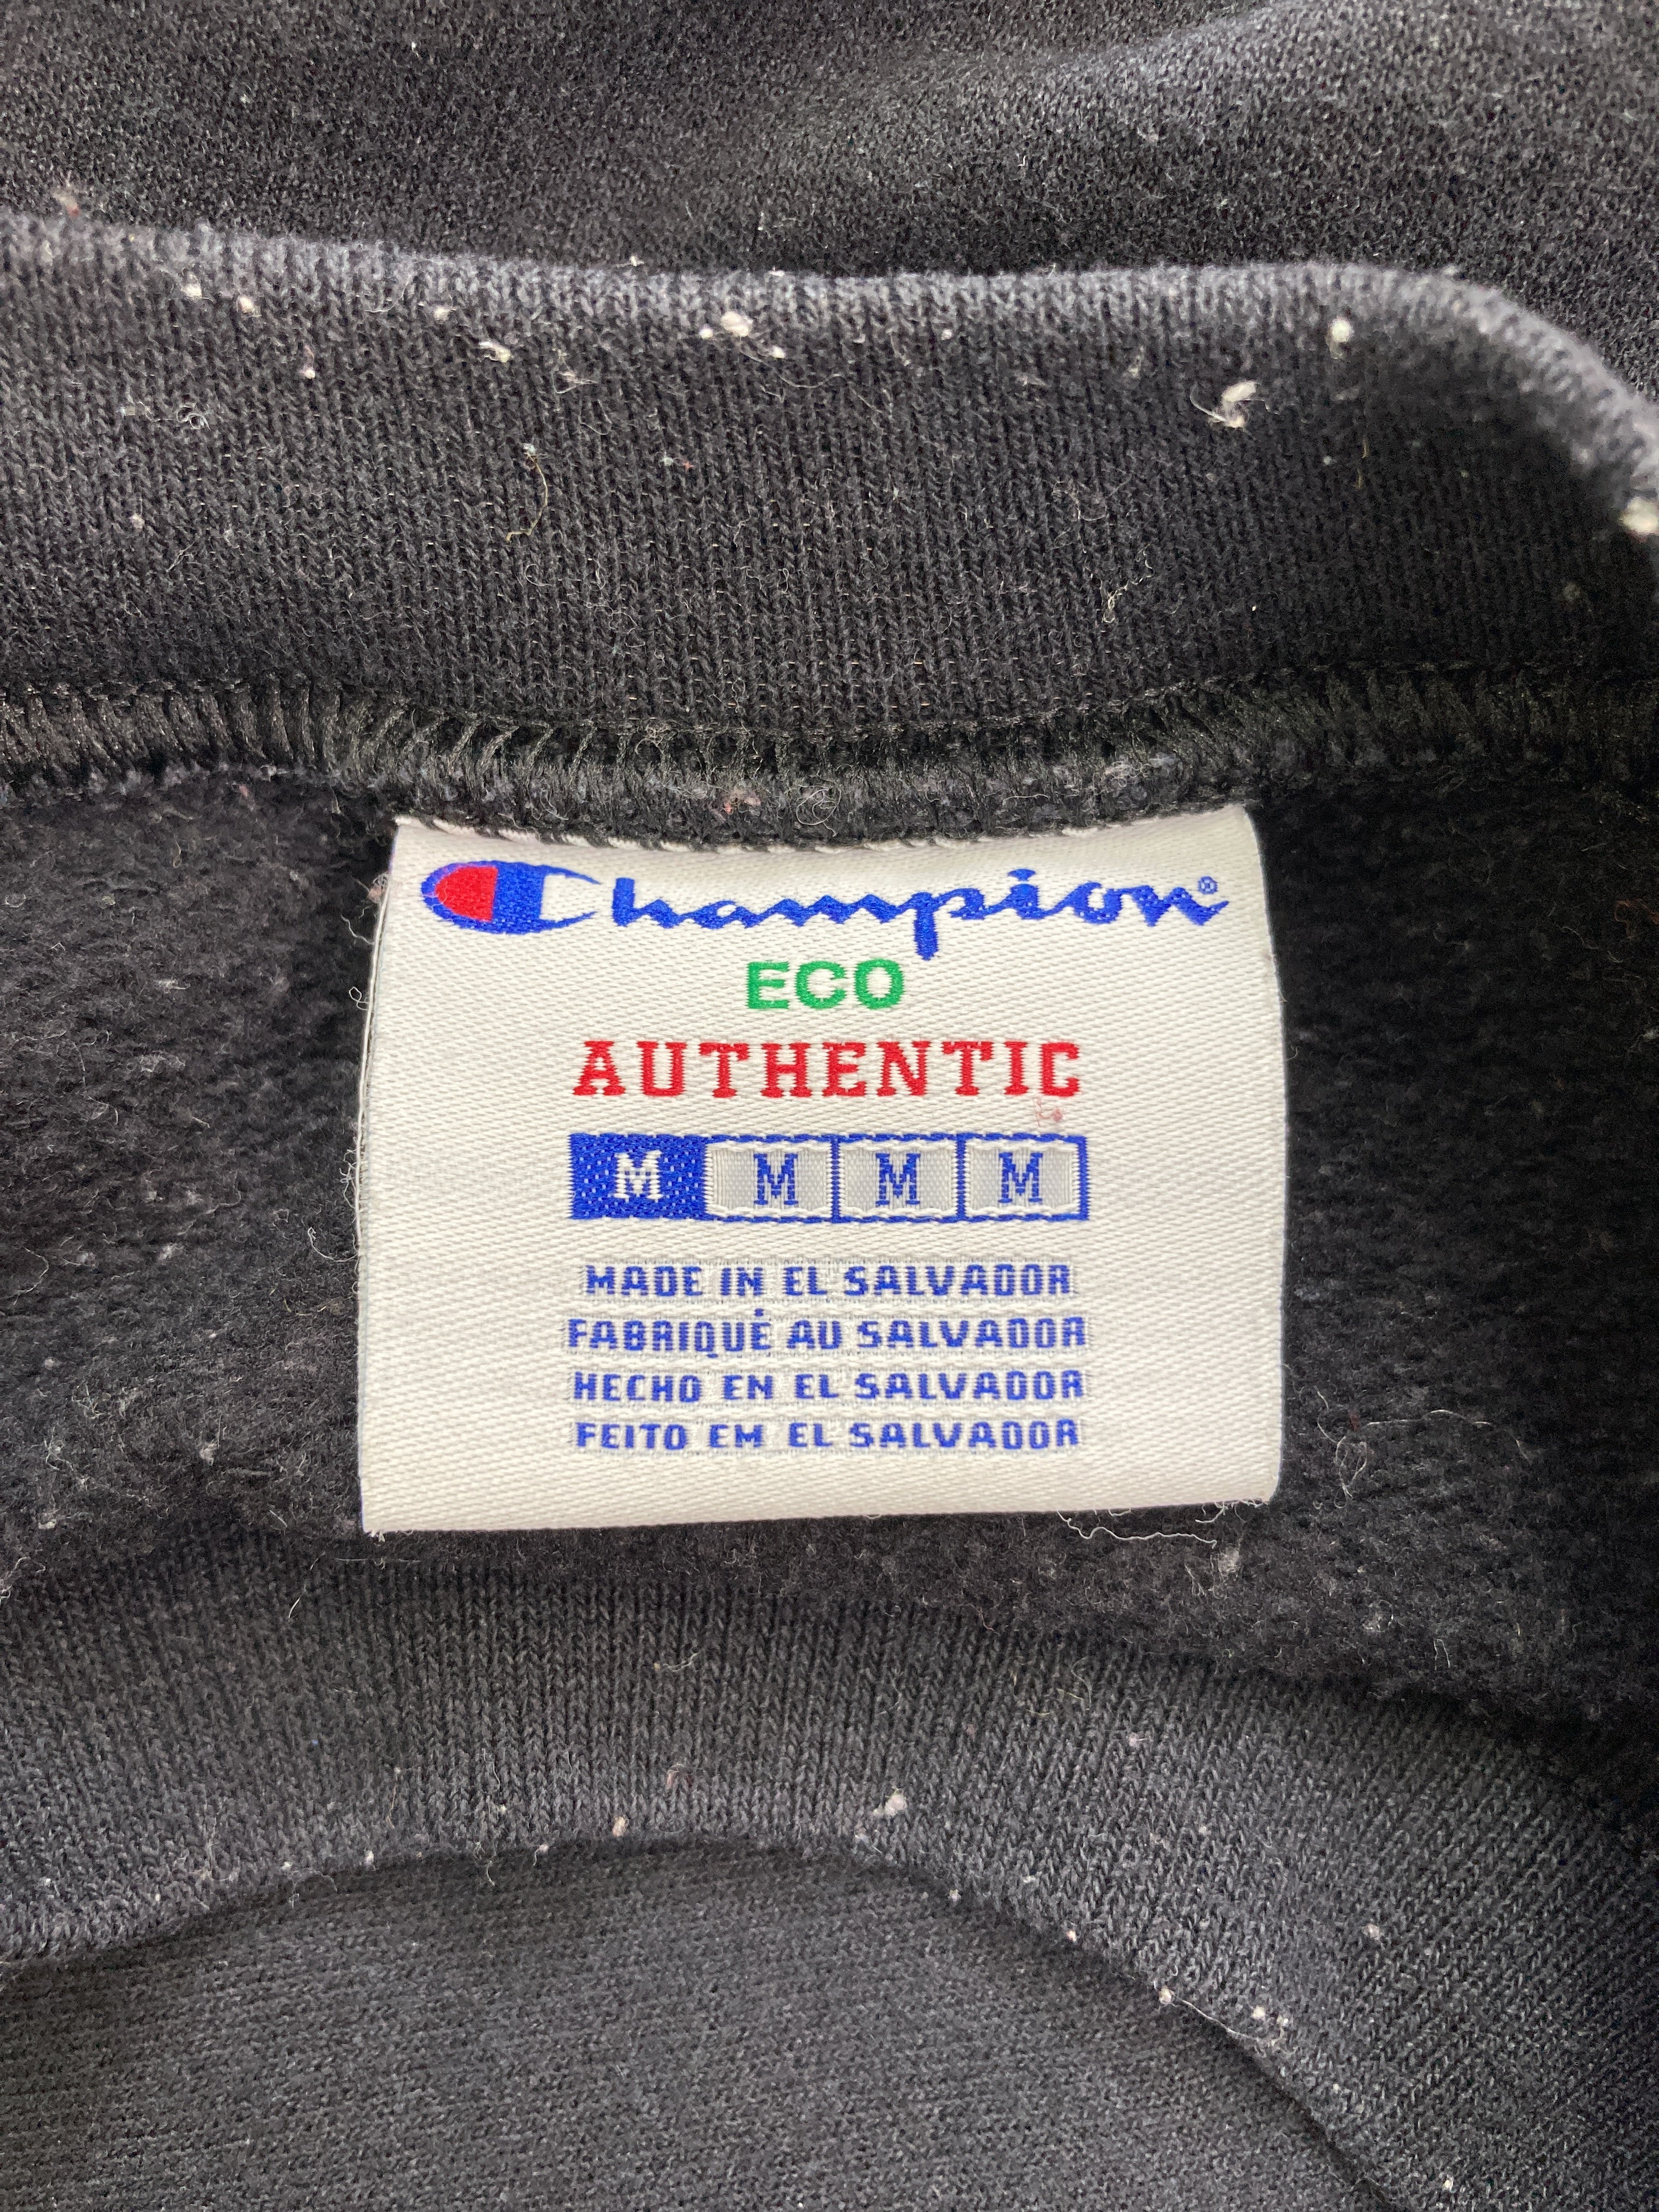 Champion®
ECO
AUTHENTIC
M M M M
MADE IN EL SALVADOR
FABRIQUÉ AU SALVADOR
HECHO EN EL SALVADOR
FEITO EM EL SALVADOR